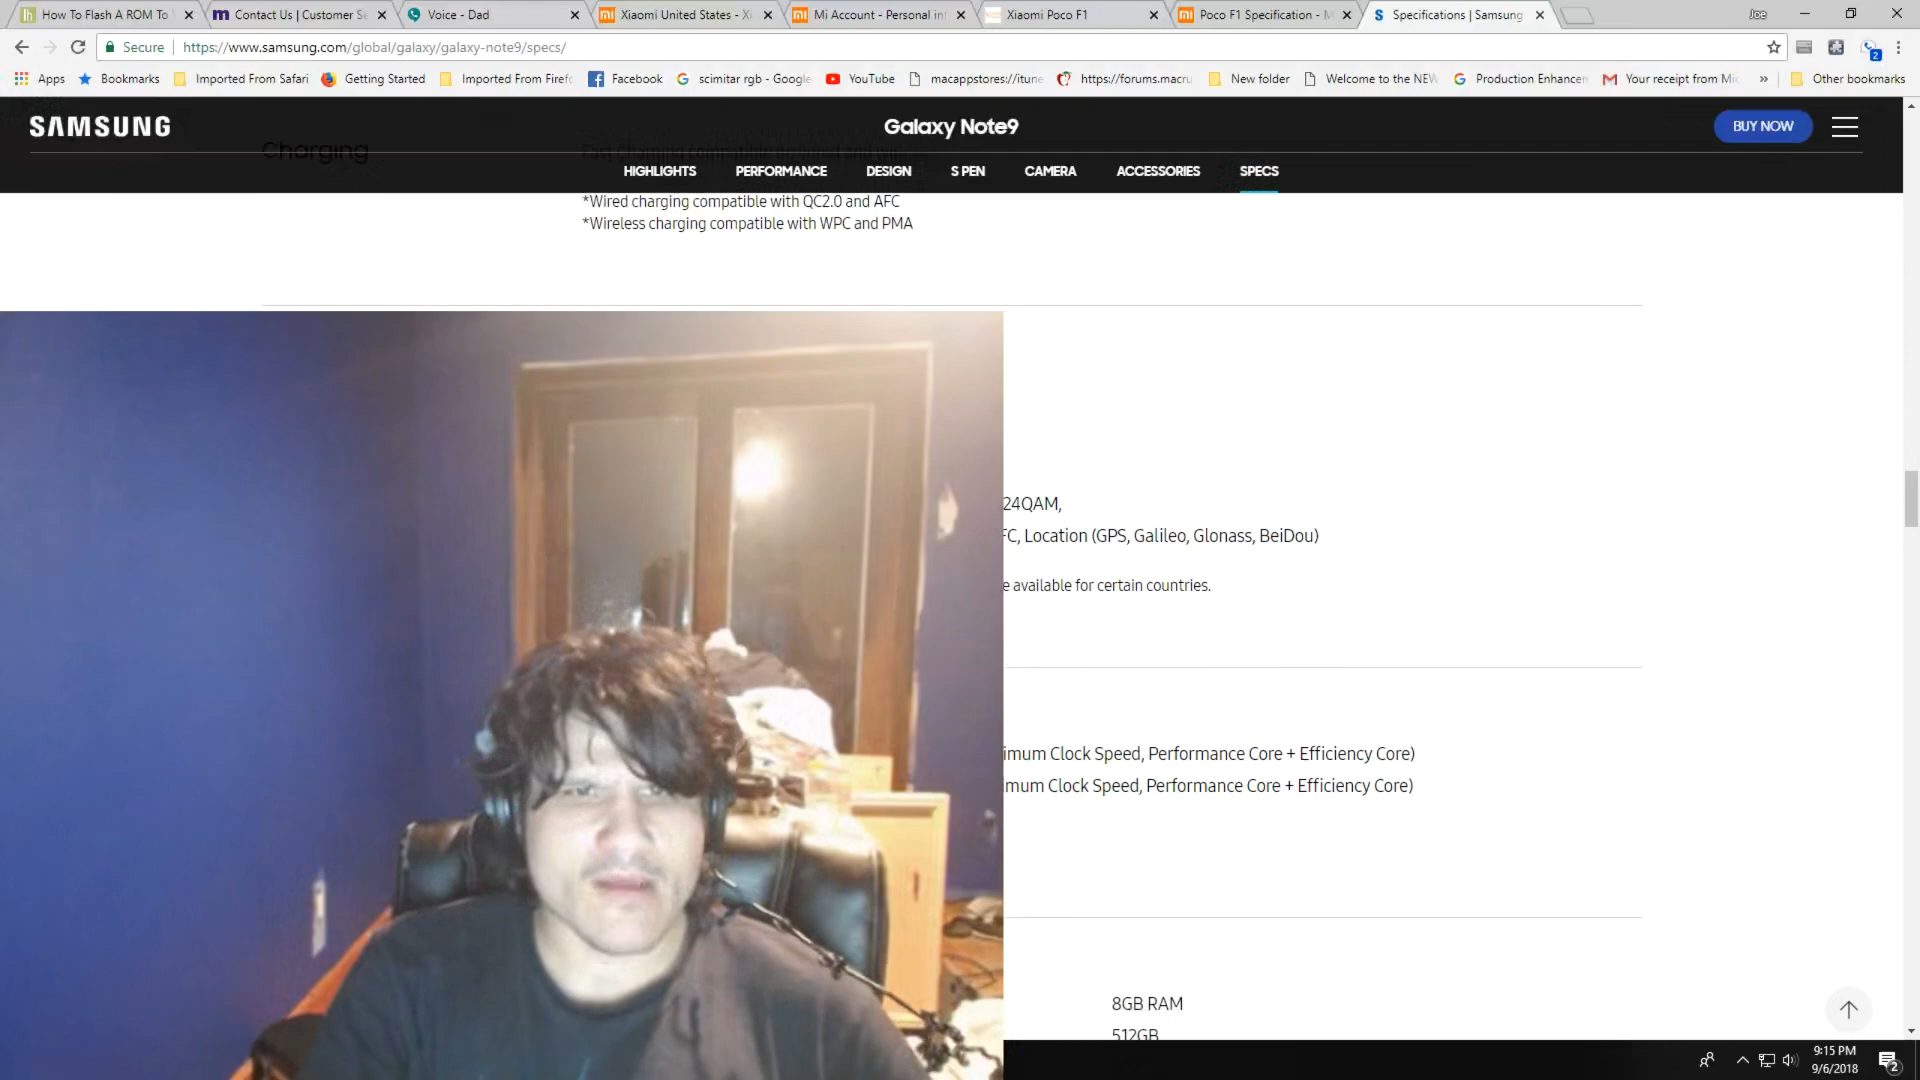 How To Flash A ROM To
Contact Us | Customer Se
Voice - Dad
Xiaomi United States - Xi
Mi Account - Personal in
Xiaomi Poco F1
Poco F1 Specification - M
Specifications | Samsung
Joe
Secure
https://www.samsung.com/global/galaxy/galaxy-note9/specs/
Apps
Bookmarks
Imported From Safari
Getting Started
Imported From Firefo
Facebook
scimitar rgb - Google
YouTube
macappstores://itune
https://forums.macru
New folder
Welcome to the NEW
Production Enhancem
Your receipt from Mic
»
Other bookmarks
SAMSUNG
Galaxy Note9
BUY NOW
Charging
HIGHLIGHTS
PERFORMANCE
DESIGN
S PEN
CAMERA
ACCESSORIES
SPECS
*Wired charging compatible with QC2.0 and AFC
*Wireless charging compatible with WPC and PMA
24QAM,
FC, Location (GPS, Galileo, Glonass, BeiDou)
e available for certain countries.
imum Clock Speed, Performance Core + Efficiency Core)
imum Clock Speed, Performance Core + Efficiency Core)
8GB RAM
512GB
9:15 PM
9/6/2018
2